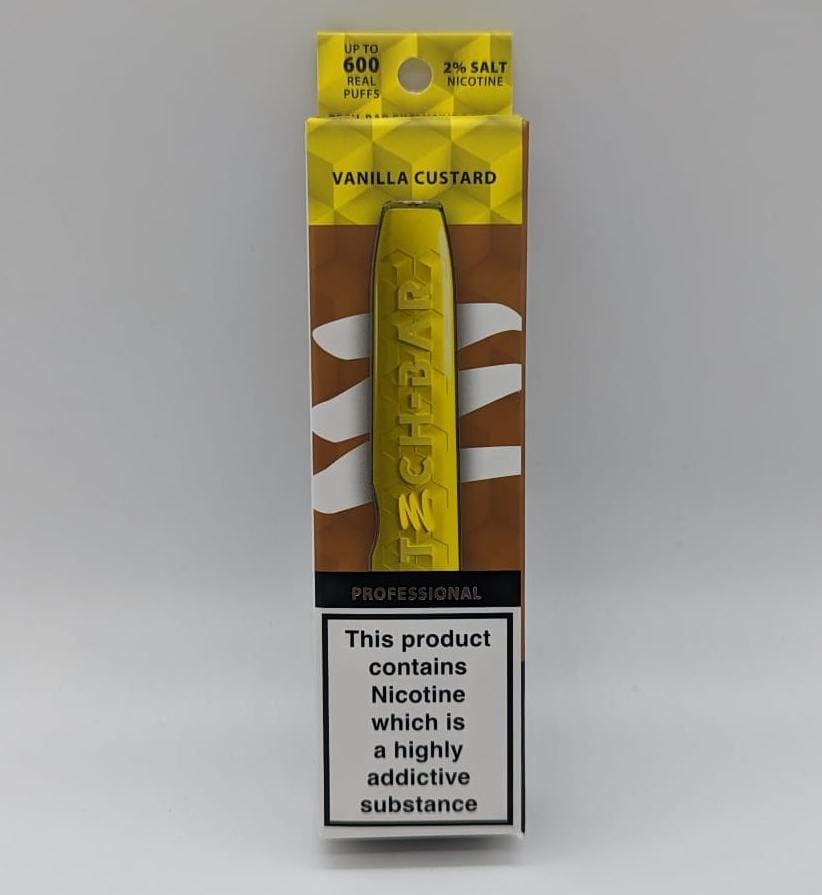 UP TO
600
REAL
PUFFS
2% SALT
NICOTINE
VANILLA CUSTARD
TECH-BAR
PROFESSIONAL
This product
contains
Nicotine
which is
a highly
addictive
substance